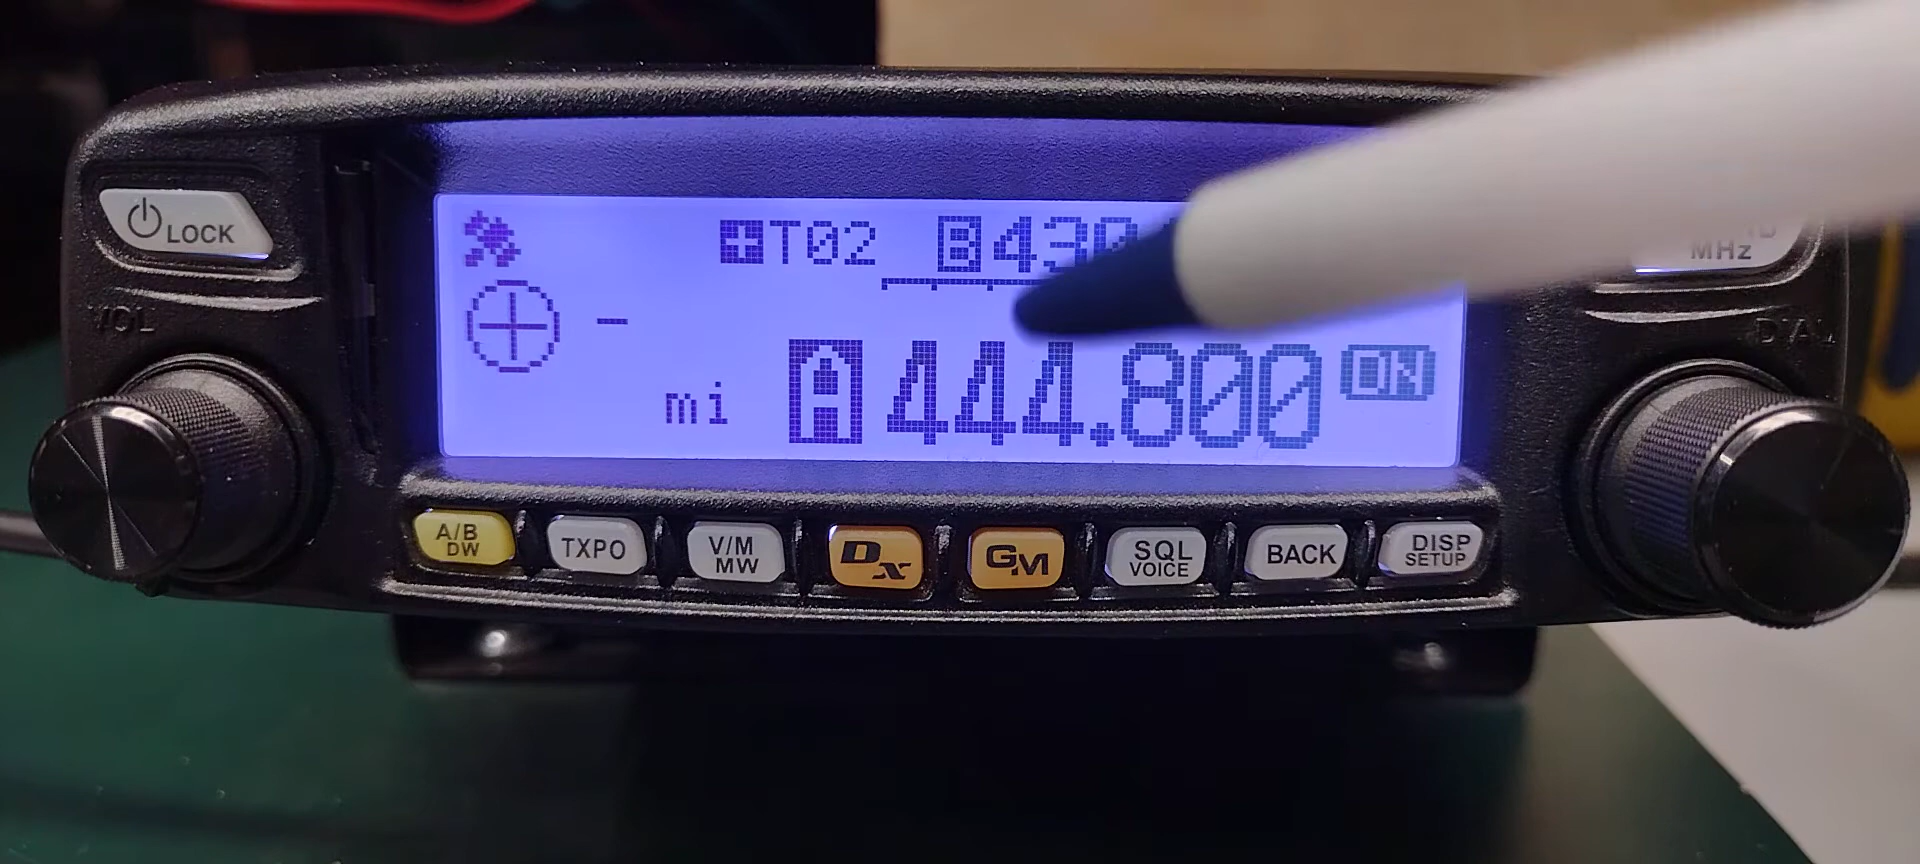 LOCK
VOL
+T02 B430
-
mi A444.800 DN
MHz
DIAL
A/B
DW
TXPO
V/M
MW
Dx
GM
SQL
VOICE
BACK
DISP
SETUP